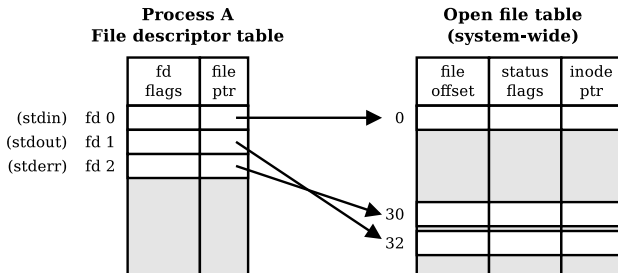 Process A
File descriptor table
Open file table
(system-wide)
fd
flags
file
ptr
file
offset
status
flags
inode
ptr
(stdin) fd 0
0
(stdout) fd 1
(stderr) fd 2
30
32